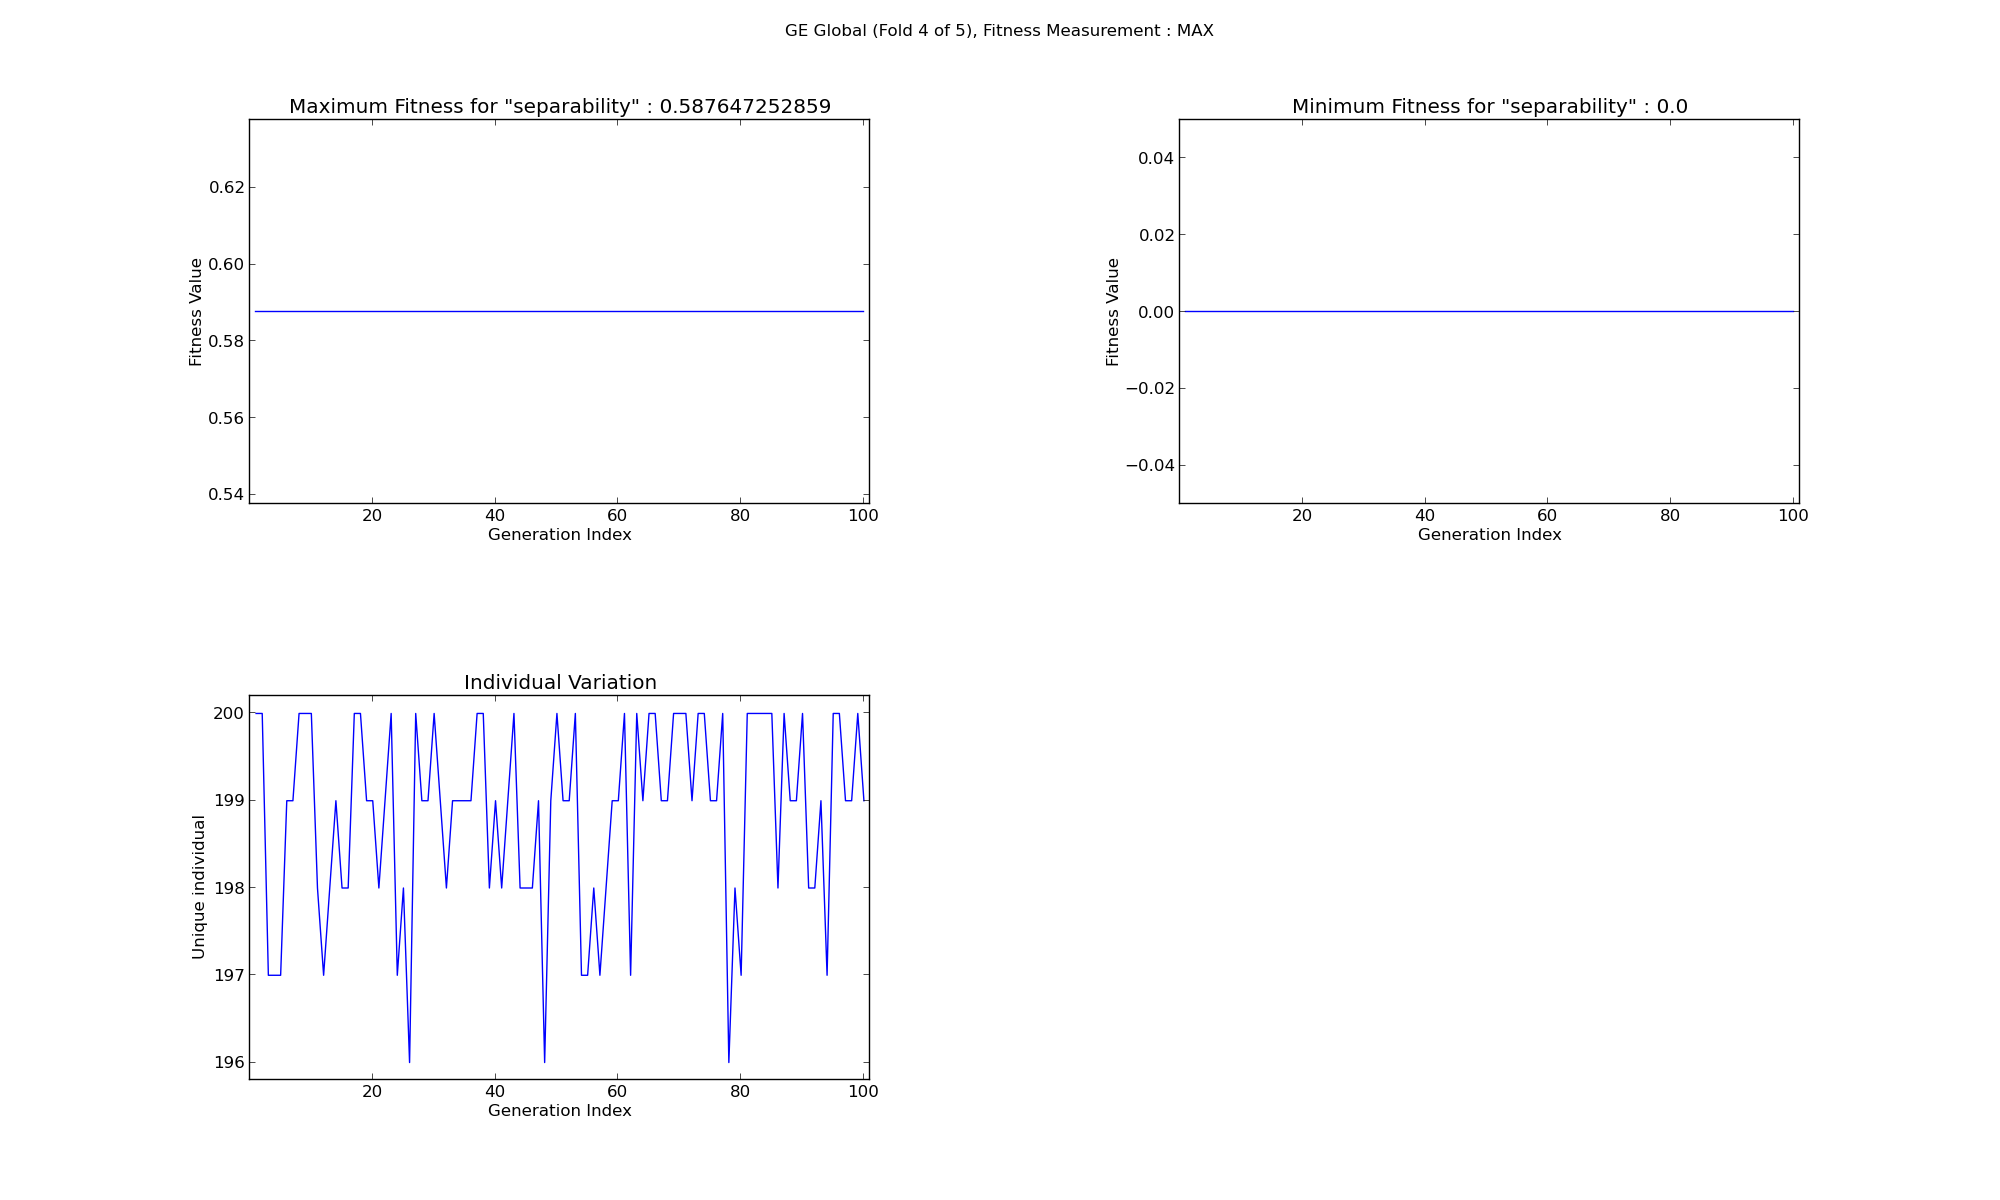 GE Global (Fold 4 of 5), Fitness Measurement : MAX
Maximum Fitness for "separability" : 0.587647252859
0.62
0.60
0.58
0.56
0.54
Fitness Value
20 40 60 80 100
Generation Index
Minimum Fitness for "separability" : 0.0
0.04
0.02
0.00
−0.02
−0.04
Fitness Value
20 40 60 80 100
Generation Index
Individual Variation
200
199
198
197
196
Unique individual
20 40 60 80 100
Generation Index